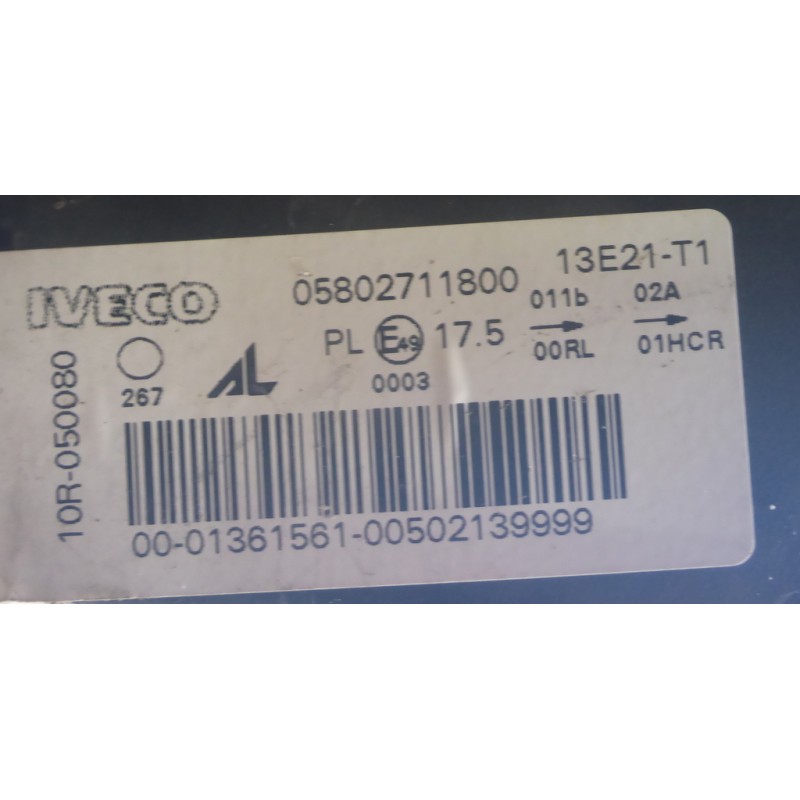 IVECO 05802711800 13E21-T1
011b 02A
PL E49 17.5
00RL 01HCR
267 AL 0003
10R-050080
00-01361561-00502139999